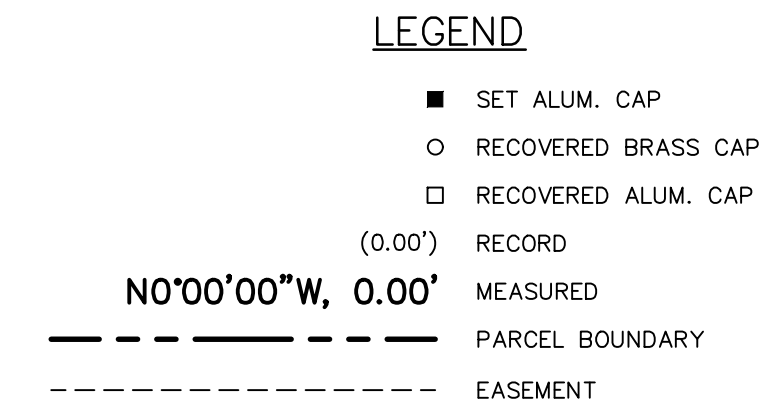 LEGEND
SET ALUM. CAP
RECOVERED BRASS CAP
RECOVERED ALUM. CAP
(0.00') RECORD
N0°00'00"W, 0.00' MEASURED
PARCEL BOUNDARY
EASEMENT